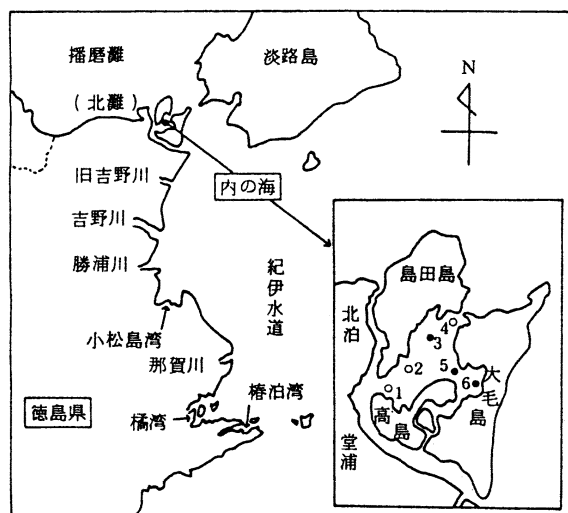 播磨灘
(北灘)
淡路島
N
旧吉野川
内の海
吉野川
勝浦川
紀伊水道
小松島湾
那賀川
椿泊湾
徳島県
橘湾
島田島
北泊
4
3
2
5
6
1
大毛島
高島
堂浦